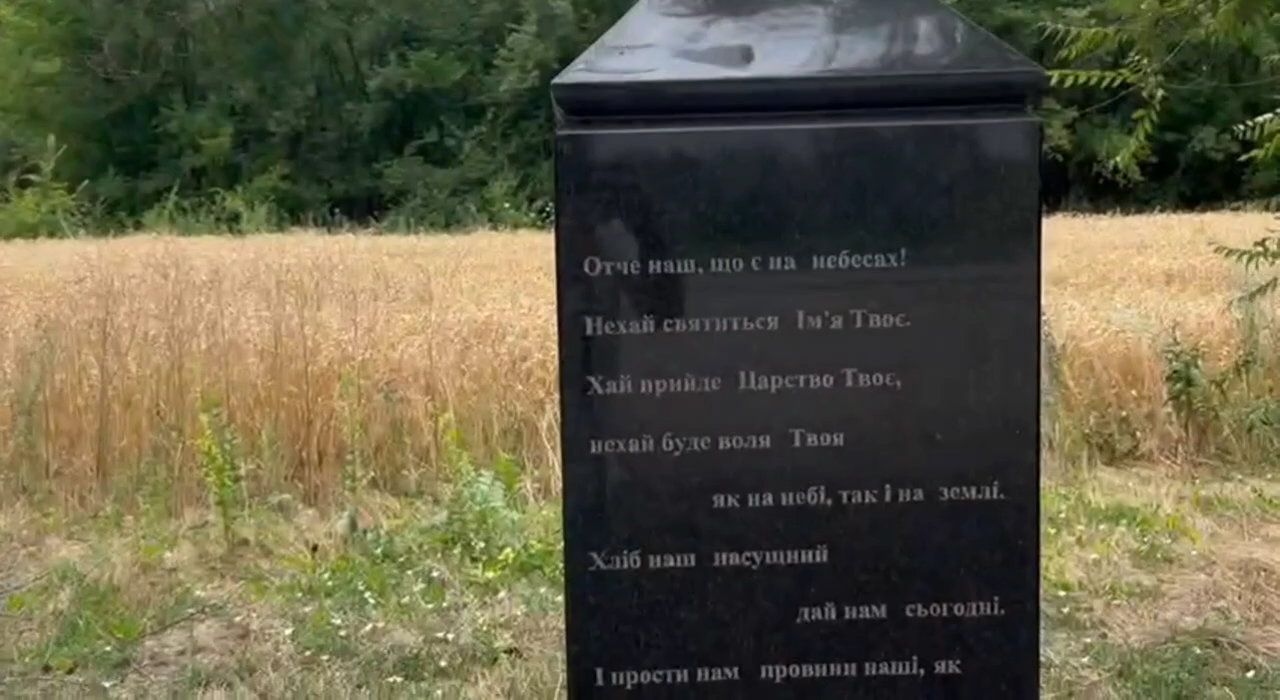 Отче наш, що є на небесах!
Нехай святиться Ім'я Твоє.
Хай прийде Царство Твоє,
нехай буде воля Твоя
як на небі, так і на землі.
Хліб наш насущний
дай нам сьогодні.
І прости нам провини наші, як